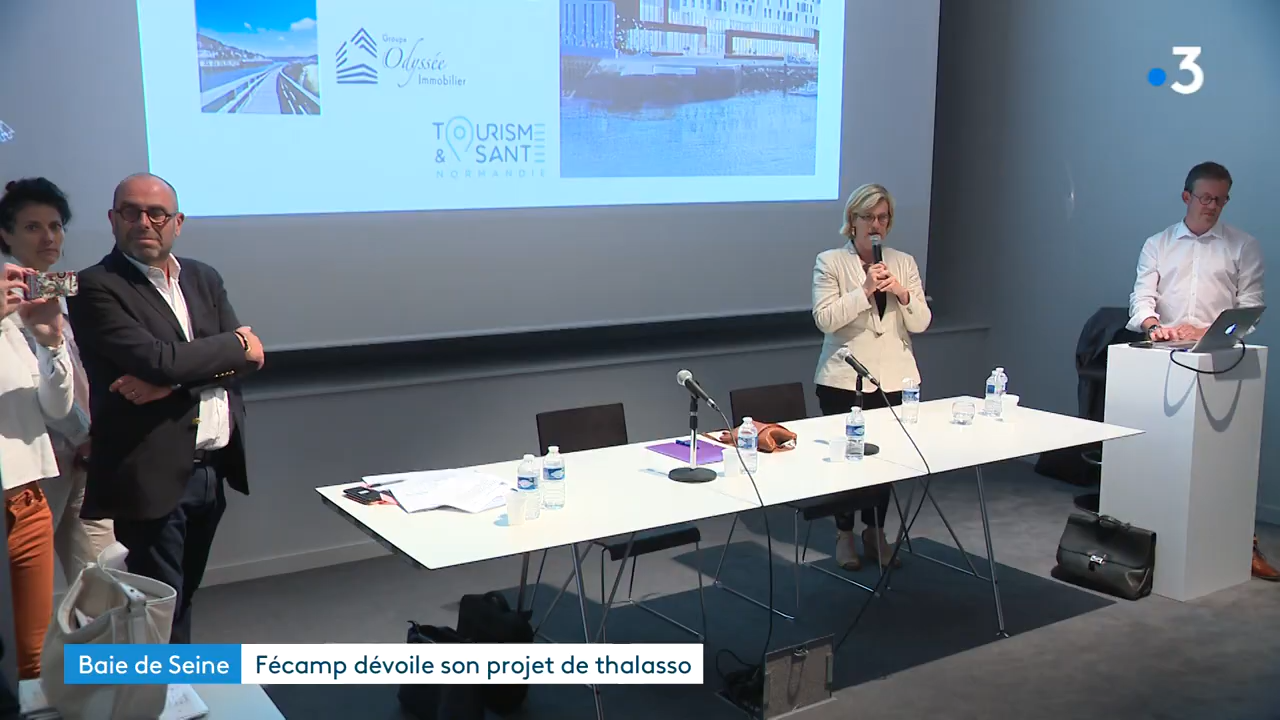 3
Groupe
Odyssée
Immobilier
TOURISME
& SANTE
NORMANDIE
Baie de Seine
Fécamp dévoile son projet de thalasso